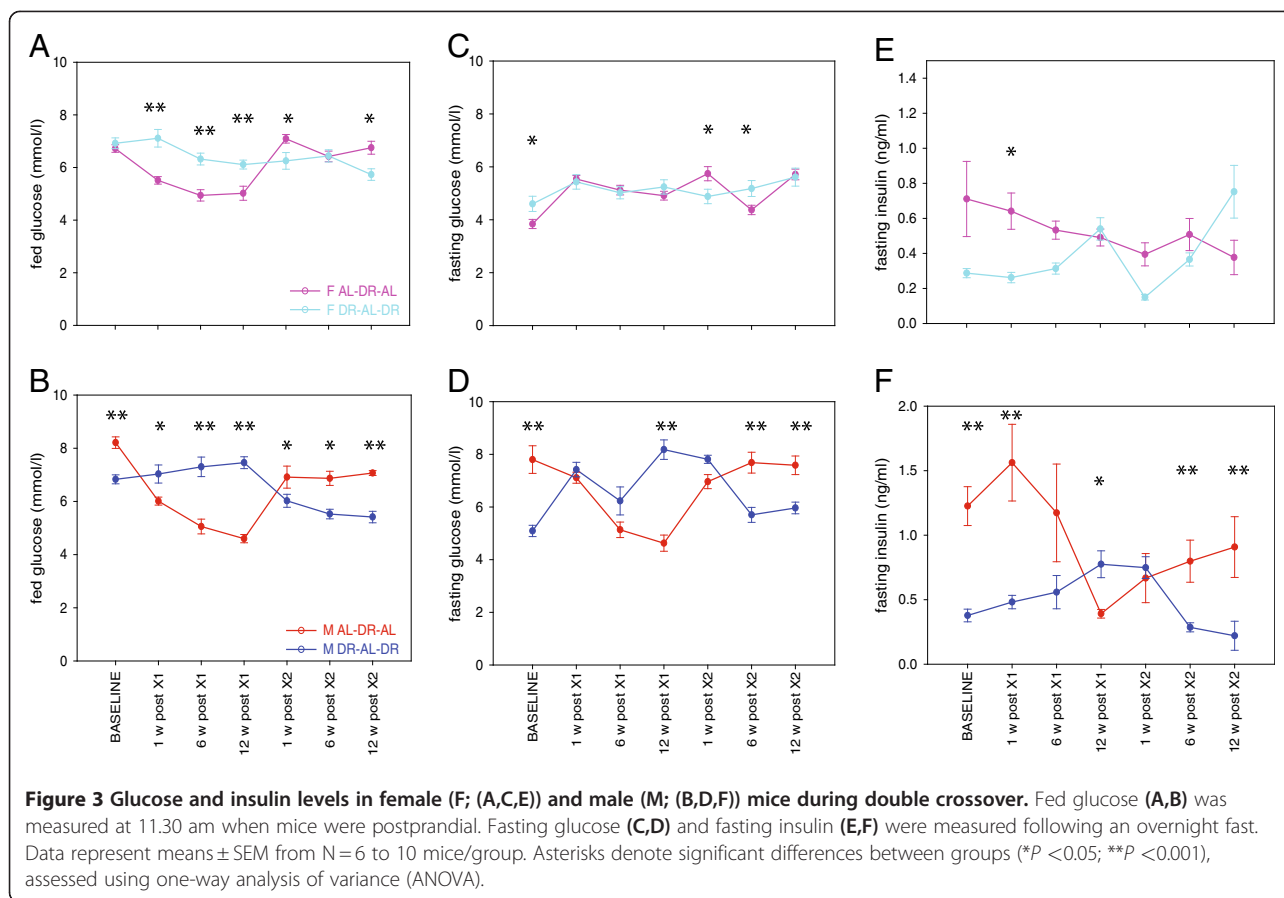 A
fed glucose (mmol/l)
10
8
6
4
2
0
** ** ** * *
F AL-DR-AL
F DR-AL-DR
C
fasting glucose (mmol/l)
10
8
6
4
2
0
* * *
E
fasting insulin (ng/ml)
1.4
1.2
1.0
0.8
0.6
0.4
0.2
0.0
*
B
fed glucose (mmol/l)
10
8
6
4
2
0
** * ** ** * * **
M AL-DR-AL
M DR-AL-DR
BASELINE
1 w post X1
6 w post X1
12 w post X1
1 w post X2
6 w post X2
12 w post X2
D
fasting glucose (mmol/l)
10
8
6
4
2
0
** ** ** **
BASELINE
1 w post X1
6 w post X1
12 w post X1
1 w post X2
6 w post X2
12 w post X2
F
fasting insulin (ng/ml)
2.0
1.5
1.0
0.5
0.0
** ** * ** **
BASELINE
1 w post X1
6 w post X1
12 w post X1
1 w post X2
6 w post X2
12 w post X2
Figure 3 Glucose and insulin levels in female (F; (A,C,E)) and male (M; (B,D,F)) mice during double crossover. Fed glucose (A,B) was
measured at 11.30 am when mice were postprandial. Fasting glucose (C,D) and fasting insulin (E,F) were measured following an overnight fast.
Data represent means ± SEM from N = 6 to 10 mice/group. Asterisks denote significant differences between groups (*P <0.05; **P <0.001),
assessed using one-way analysis of variance (ANOVA).